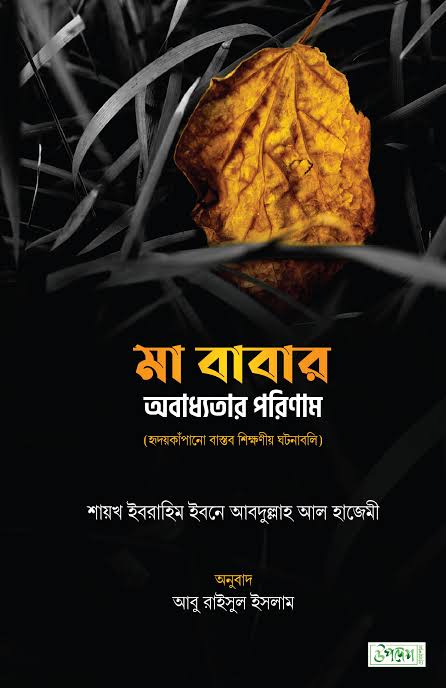 মা বাবার
অবাধ্যতার পরিণাম
(হৃদয়কাঁপানো বাস্তব শিক্ষণীয় ঘটনাবলি)
শায়খ ইবরাহিম ইবনে আবদুল্লাহ আল হাজেমী
অনুবাদ
আবু রাইসুল ইসলাম